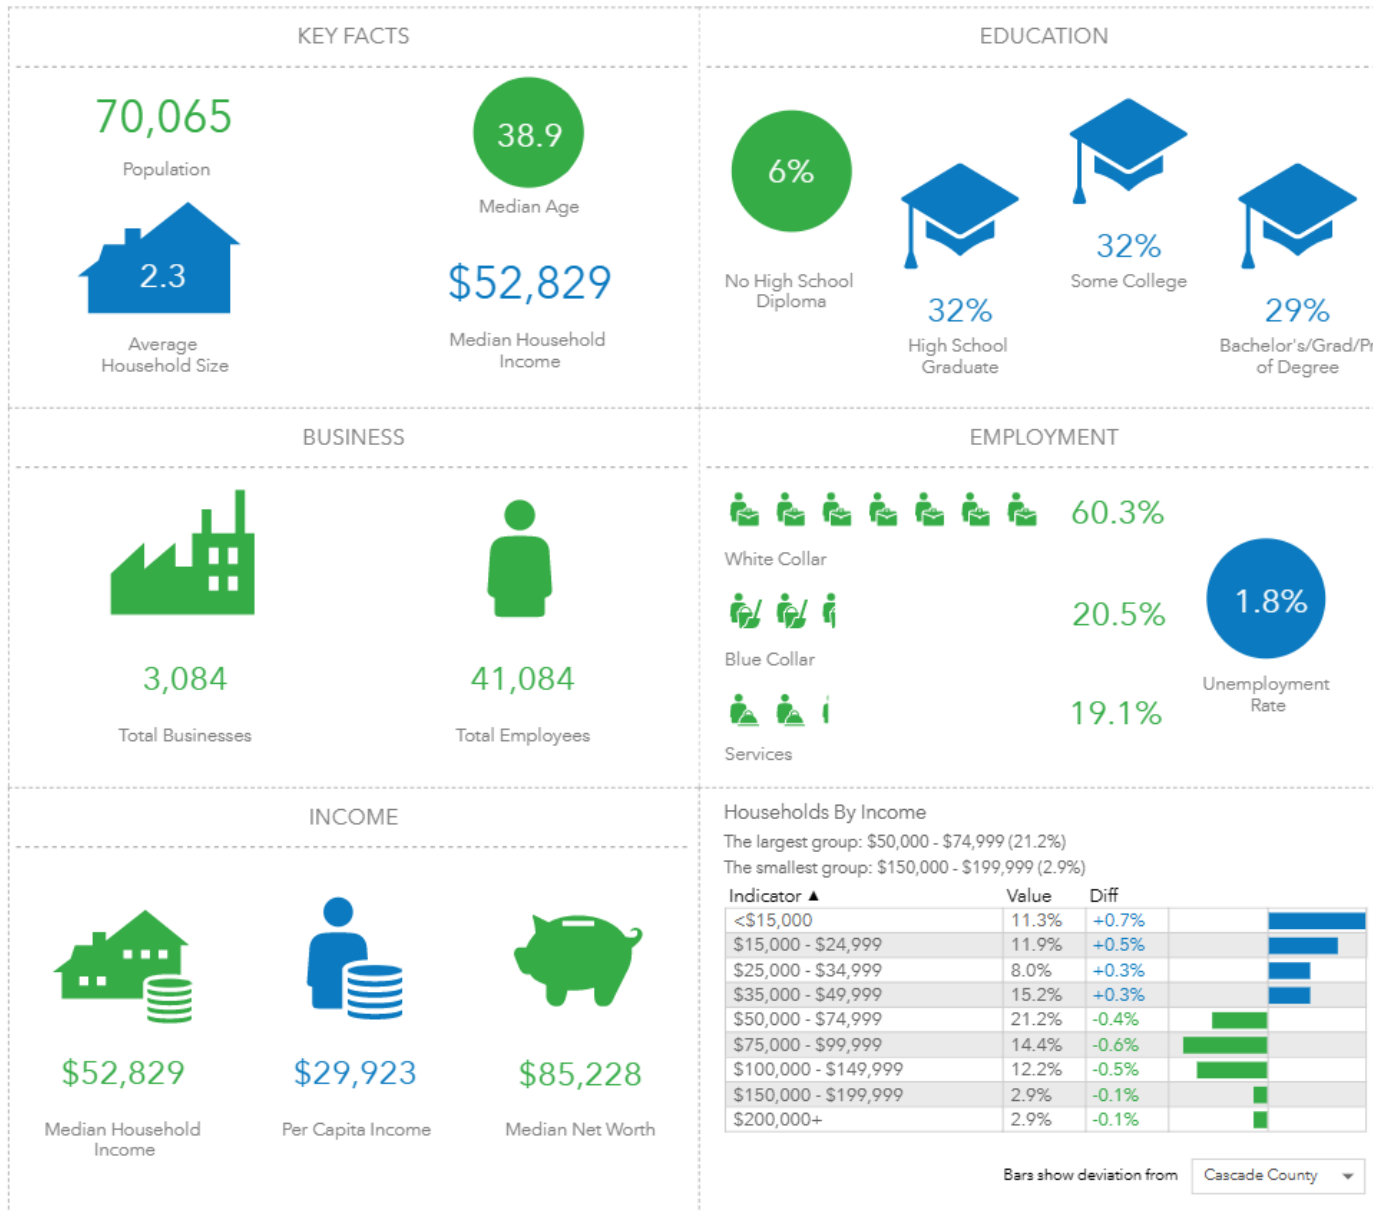 KEY FACTS
70,065
Population
38.9
Median Age
2.3
Average
Household Size
$52,829
Median Household
Income
EDUCATION
6%
No High School
Diploma
32%
High School
Graduate
32%
Some College
29%
Bachelor's/Grad/Pr
of Degree
BUSINESS
3,084
Total Businesses
41,084
Total Employees
EMPLOYMENT
60.3%
White Collar
20.5%
Blue Collar
19.1%
Services
1.8%
Unemployment
Rate
INCOME
$52,829
Median Household
Income
$29,923
Per Capita Income
$85,228
Median Net Worth
Households By Income
The largest group: $50,000 - $74,999 (21.2%)
The smallest group: $150,000 - $199,999 (2.9%)
Indicator ▲ Value Diff
<$15,000 11.3% +0.7%
$15,000 - $24,999 11.9% +0.5%
$25,000 - $34,999 8.0% +0.3%
$35,000 - $49,999 15.2% +0.3%
$50,000 - $74,999 21.2% -0.4%
$75,000 - $99,999 14.4% -0.6%
$100,000 - $149,999 12.2% -0.5%
$150,000 - $199,999 2.9% -0.1%
$200,000+ 2.9% -0.1%
Bars show deviation from Cascade County